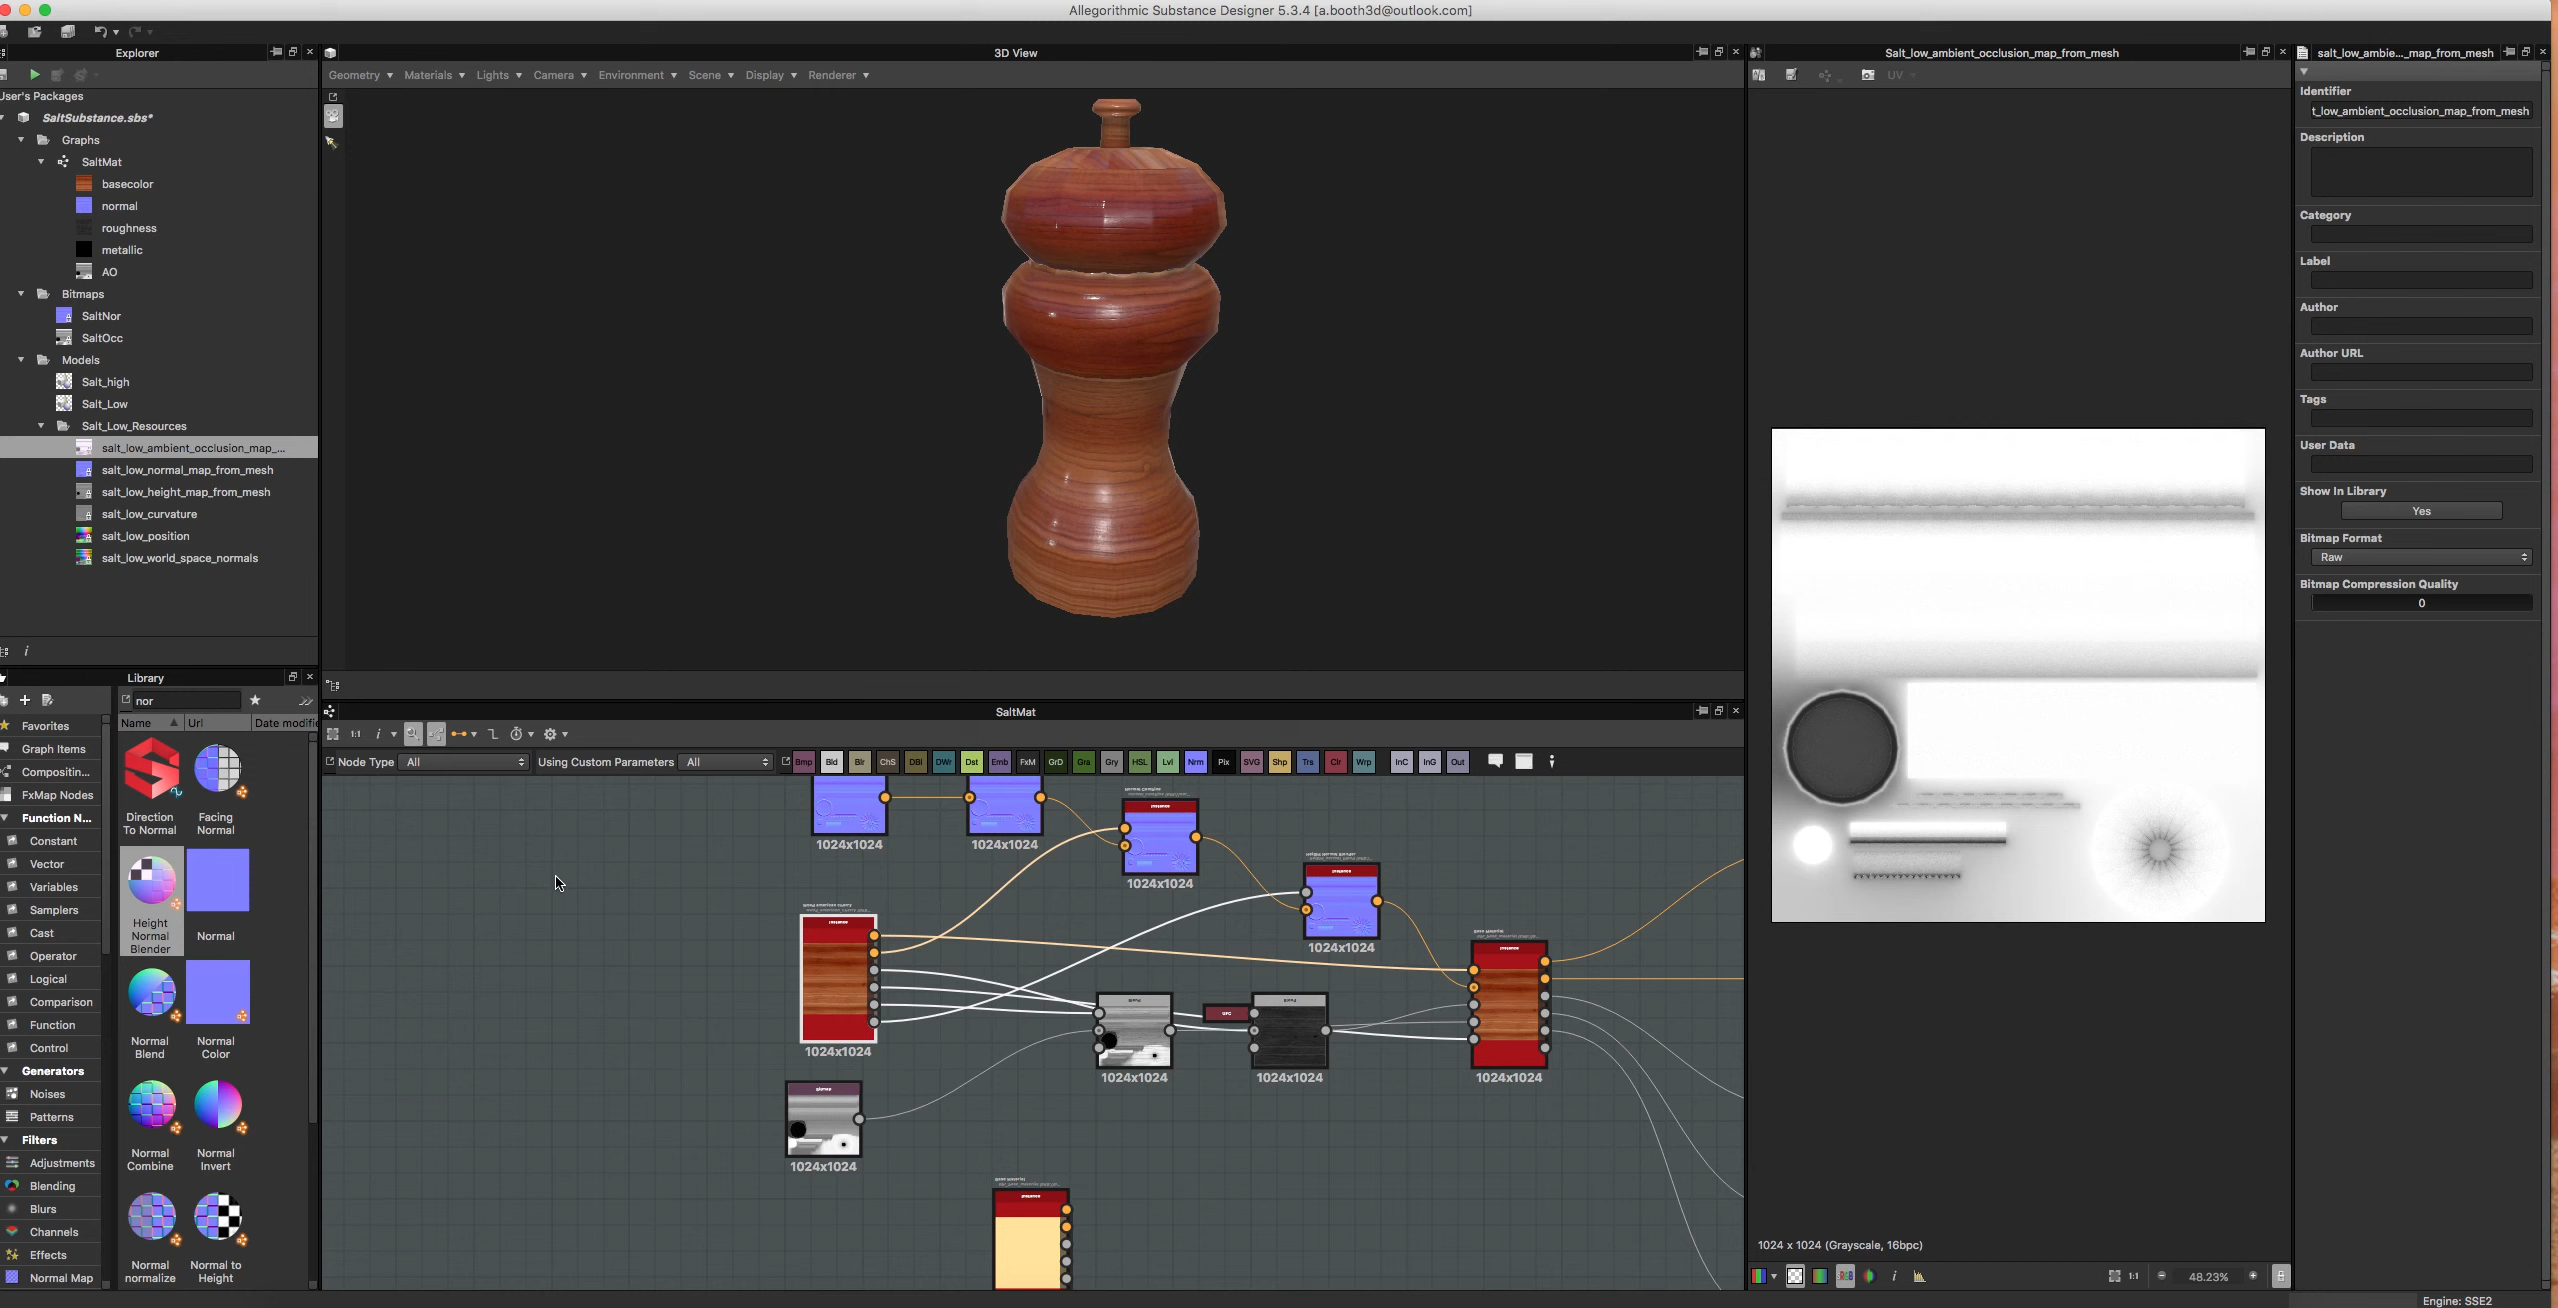 Allegorithmic Substance Designer 5.3.4 [a.booth3d@outlook.com]
Explorer
User's Packages
SaltSubstance.sbs*
Graphs
SaltMat
basecolor
normal
roughness
metallic
AO
Bitmaps
SaltNor
SaltOcc
Models
Salt_high
Salt_Low
Salt_Low_Resources
salt_low_ambient_occlusion_map_...
salt_low_normal_map_from_mesh
salt_low_height_map_from_mesh
salt_low_curvature
salt_low_position
salt_low_world_space_normals
i
Library
nor
Name Url Date modifie
Favorites
Graph Items
Compositin...
FxMap Nodes
Function N...
Constant
Vector
Variables
Samplers
Cast
Operator
Logical
Comparison
Function
Control
Generators
Noises
Patterns
Filters
Adjustments
Blending
Blurs
Channels
Effects
Normal Map
Direction To Normal
Facing Normal
Height Normal Blender
Normal
Normal Blend
Normal Color
Normal Combine
Normal Invert
Normal normalize
Normal to Height
3D View
Geometry Materials Lights Camera Environment Scene Display Renderer
SaltMat
1:1 i
Node Type All Using Custom Parameters All Bmp Bld Blr ChS DBl DWr Dst Emb FxM GrD Gra Gry HSL Lvl Nrm Pix SVG Shp Trs Clr Wrp InC InG Out
1024x1024
1024x1024
1024x1024
1024x1024
1024x1024
1024x1024
1024x1024
1024x1024
1024x1024
Salt_low_ambient_occlusion_map_from_mesh
UV
1024 x 1024 (Grayscale, 16bpc)
i 1:1 48.23%
salt_low_ambie..._map_from_mesh
Identifier
t_low_ambient_occlusion_map_from_mesh
Description
Category
Label
Author
Author URL
Tags
User Data
Show In Library
Yes
Bitmap Format
Raw
Bitmap Compression Quality
0
Engine: SSE2